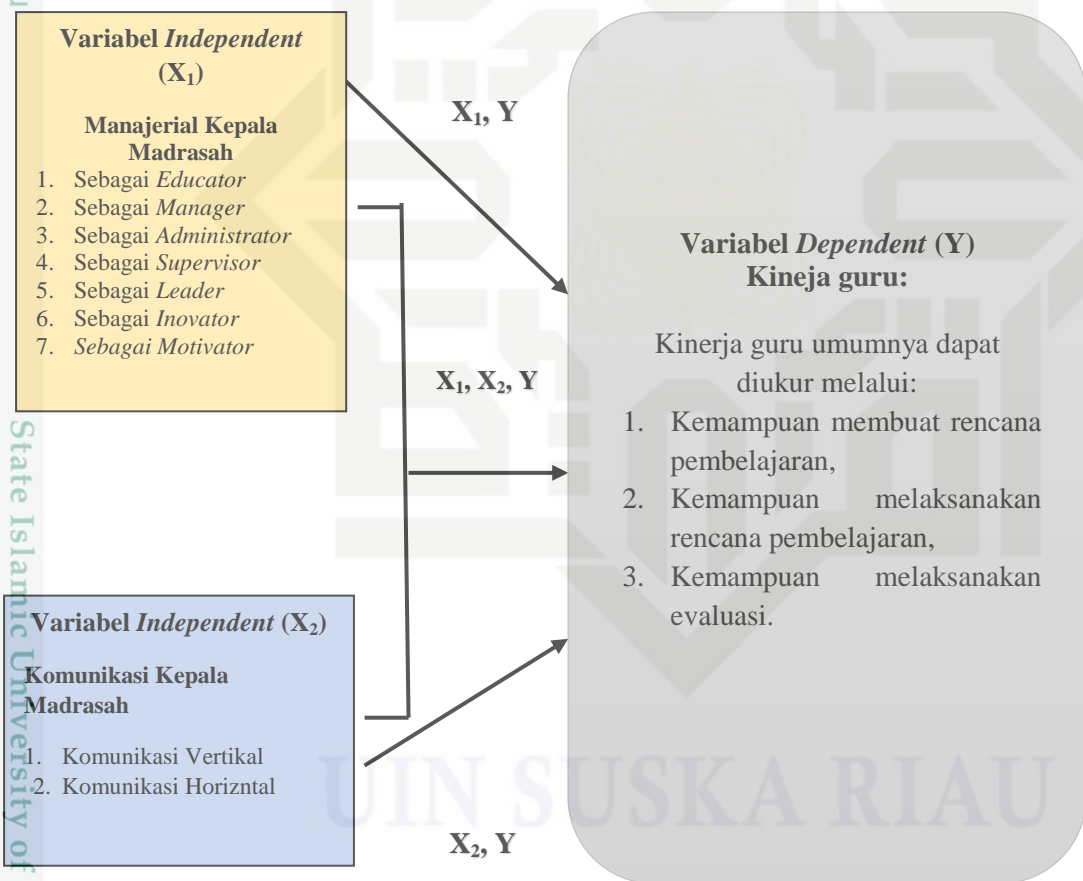 Variabel Independent
(X₁)
Manajerial Kepala
Madrasah
1. Sebagai Educator
2. Sebagai Manager
3. Sebagai Administrator
4. Sebagai Supervisor
5. Sebagai Leader
6. Sebagai Inovator
7. Sebagai Motivator
X₁, Y
X₁, X₂, Y
Variabel Independent (X₂)
Komunikasi Kepala
Madrasah
1. Komunikasi Vertikal
2. Komunikasi Horizntal
X₂, Y
Variabel Dependent (Y)
Kineja guru:
Kinerja guru umumnya dapat
diukur melalui:
1. Kemampuan membuat rencana
pembelajaran,
2. Kemampuan melaksanakan
rencana pembelajaran,
3. Kemampuan melaksanakan
evaluasi.
State Islamic University of
UIN SUSKA RIAU